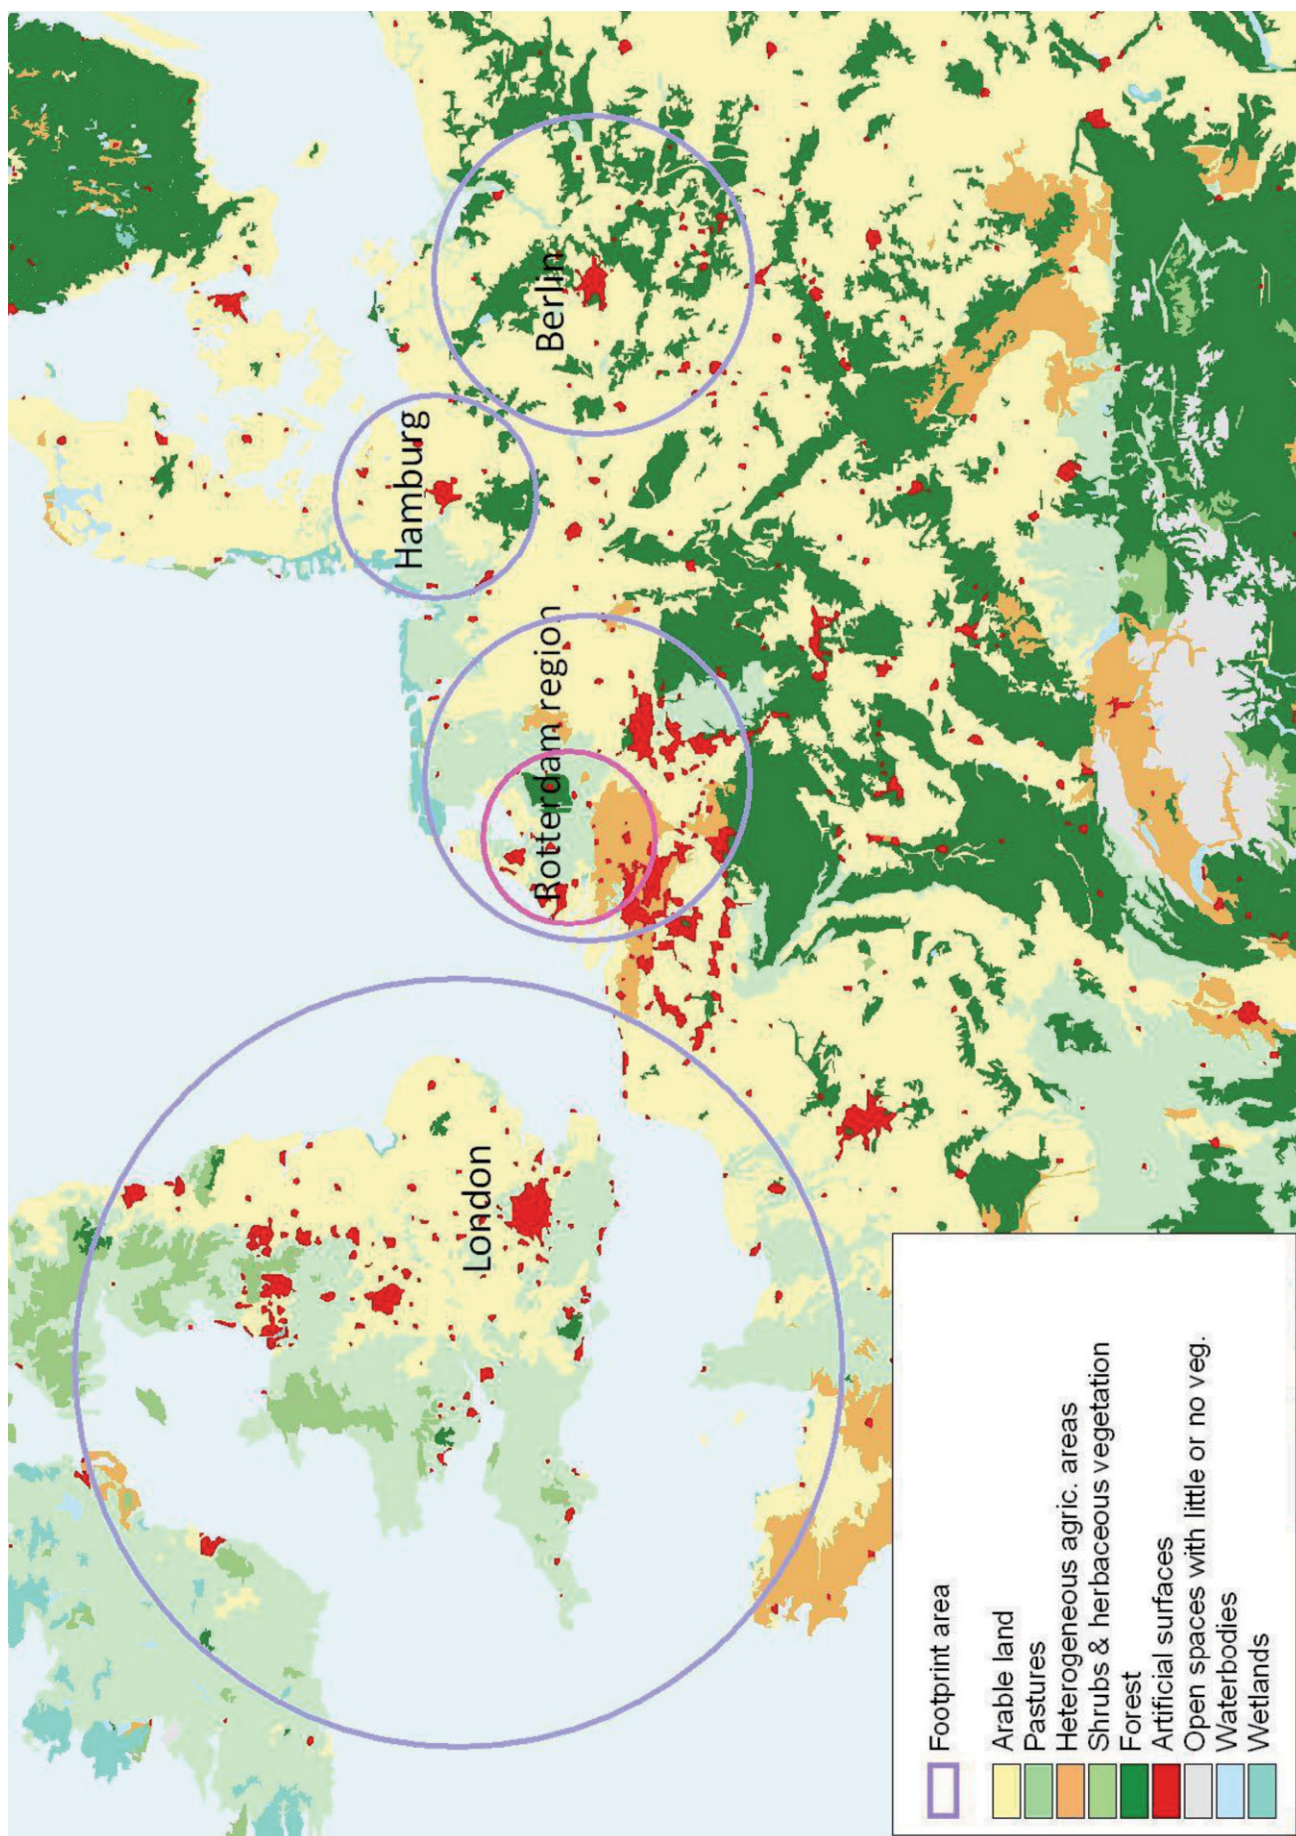 Hamburg
Berlin
Rotterdam region
London
Footprint area
Arable land
Pastures
Heterogeneous agric. areas
Shrubs & herbaceous vegetation
Forest
Artificial surfaces
Open spaces with little or no veg.
Waterbodies
Wetlands